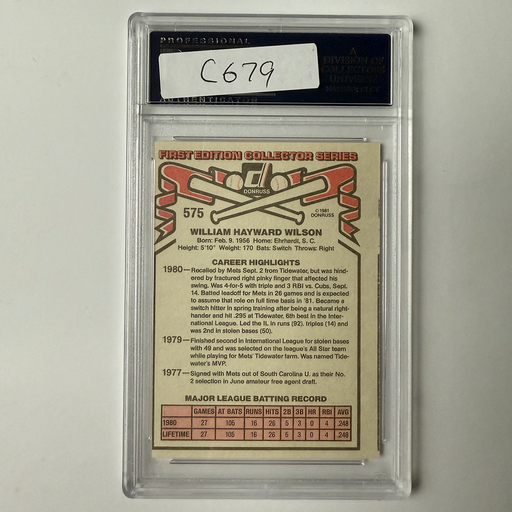 PROFESSIONAL
C679
A
DIVISION OF
COLLECTORS
UNIVERSE
AUTHENTICATOR
FIRST EDITION COLLECTOR SERIES
DONRUSS
575
© 1981
DONRUSS
WILLIAM HAYWARD WILSON
Born: Feb. 9, 1956 Home: Ehrhardt, S. C.
Height: 5'10" Weight: 170 Bats: Switch Throws: Right
CAREER HIGHLIGHTS
1980—Recalled by Mets Sept. 2 from Tidewater, but was hind-
ered by fractured right pinky finger that affected his
swing. Was 4-for-5 with triple and 3 RBI vs. Cubs, Sept.
14. Batted leadoff for Mets in 26 games and is expected
to assume that role on full time basis in '81. Became a
switch hitter in spring training after being a natural right-
hander and hit .295 at Tidewater, 6th best in the Inter-
national League. Led the IL in runs (92), triples (14) and
was 2nd in stolen bases (50).
1979—Finished second in International League for stolen bases
with 49 and was selected on the league's All Star team
while playing for Mets' Tidewater farm. Was named Tide-
water's MVP.
1977—Signed with Mets out of South Carolina U. as their No.
2 selection in June amateur free agent draft.
MAJOR LEAGUE BATTING RECORD
GAMES AT BATS RUNS HITS 2B 3B HR RBI AVG
1980 27 105 16 26 5 3 0 4 .248
LIFETIME 27 105 16 26 5 3 0 4 .248